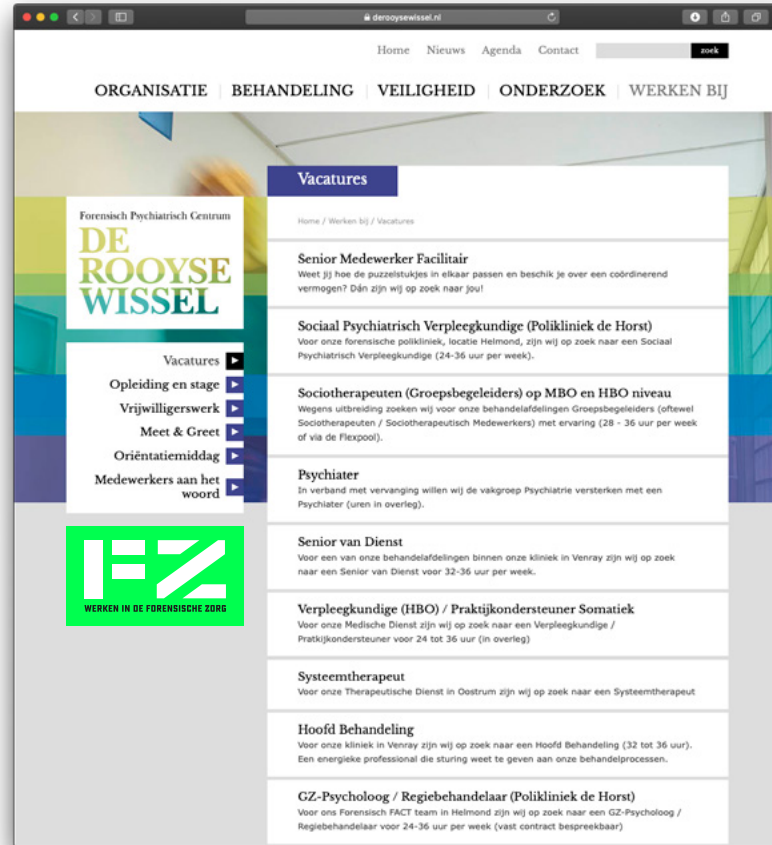 derooysewissel.nl
Home Nieuws Agenda Contact zoek
ORGANISATIE BEHANDELING VEILIGHEID ONDERZOEK WERKEN BIJ
Forensisch Psychiatrisch Centrum
DE
ROOYSE
WISSEL
Vacatures
Opleiding en stage
Vrijwilligerswerk
Meet & Greet
Oriëntatiemiddag
Medewerkers aan het
woord
FZ
WERKEN IN DE FORENSISCHE ZORG
Vacatures
Home / Werken bij / Vacatures
Senior Medewerker Facilitair
Weet jij hoe de puzzelstukjes in elkaar passen en beschik je over een coördinerend
vermogen? Dán zijn wij op zoek naar jou!
Sociaal Psychiatrisch Verpleegkundige (Polikliniek de Horst)
Voor onze forensische polikliniek, locatie Helmond, zijn wij op zoek naar een Sociaal
Psychiatrisch Verpleegkundige (24-36 uur per week).
Sociotherapeuten (Groepsbegeleiders) op MBO en HBO niveau
Wegens uitbreiding zoeken wij voor onze behandelafdelingen Groepsbegeleiders (oftewel
Sociotherapeuten / Sociotherapeutisch Medewerkers) met ervaring (28 - 36 uur per week
of via de Flexpool).
Psychiater
In verband met vervanging willen wij de vakgroep Psychiatrie versterken met een
Psychiater (uren in overleg).
Senior van Dienst
Voor een van onze behandelafdelingen binnen onze kliniek in Venray zijn wij op zoek
naar een Senior van Dienst voor 32-36 uur per week.
Verpleegkundige (HBO) / Praktijkondersteuner Somatiek
Voor onze Medische Dienst zijn wij op zoek naar een Verpleegkundige /
Pratkijkondersteuner voor 24 tot 36 uur (in overleg)
Systeemtherapeut
Voor onze Therapeutische Dienst in Oostrum zijn wij op zoek naar een Systeemtherapeut
Hoofd Behandeling
Voor onze kliniek in Venray zijn wij op zoek naar een Hoofd Behandeling (32 tot 36 uur).
Een energieke professional die sturing weet te geven aan onze behandelprocessen.
GZ-Psycholoog / Regiebehandelaar (Polikliniek de Horst)
Voor ons Forensisch FACT team in Helmond zijn wij op zoek naar een GZ-Psycholoog /
Regiebehandelaar voor 24-36 uur per week (vast contract bespreekbaar)